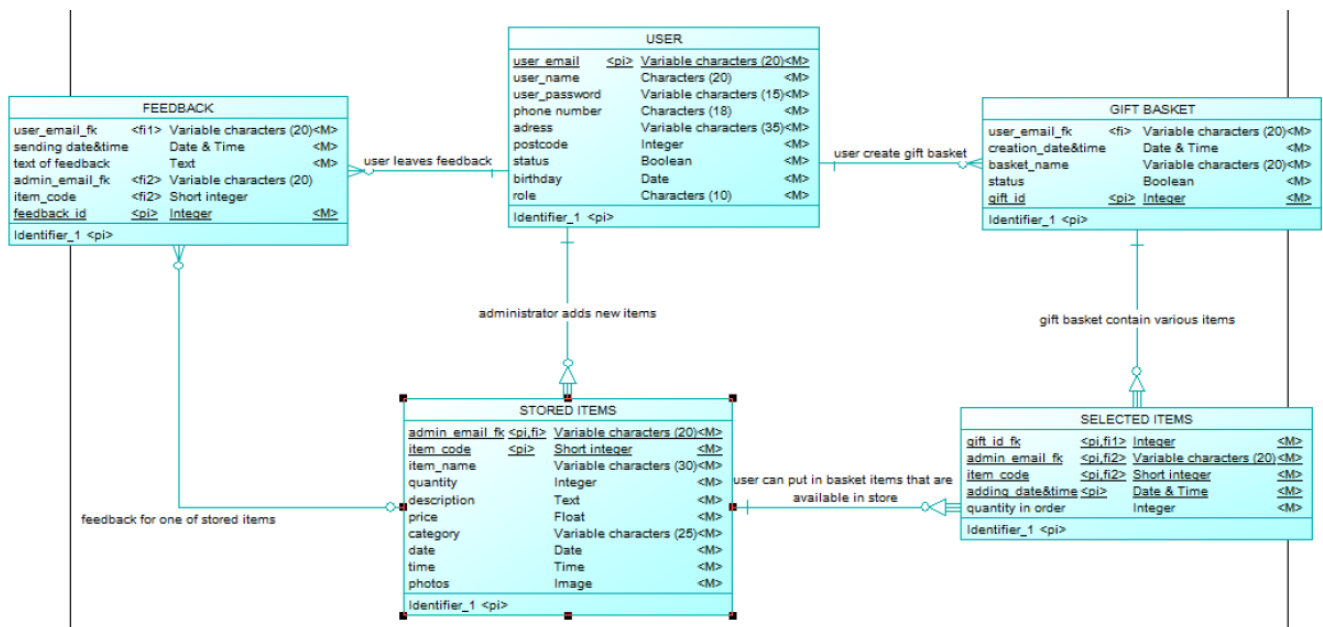 USER
user_email <pi> Variable characters (20)<M>
user_name Characters (20) <M>
user_password Variable characters (15)<M>
phone number Characters (18) <M>
adress Variable characters (35)<M>
postcode Integer <M>
status Boolean <M>
birthday Date <M>
role Characters (10) <M>
Identifier_1 <pi>
FEEDBACK
user_email_fk <fi1> Variable characters (20)<M>
sending date&time Date & Time <M>
text of feedback Text <M>
admin_email_fk <fi2> Variable characters (20)
item_code <fi2> Short integer
feedback_id <pi> Integer <M>
Identifier_1 <pi>
user leaves feedback
user create gift basket
GIFT BASKET
user_email_fk <fi> Variable characters (20)<M>
creation_date&time Date & Time <M>
basket_name Variable characters (20)<M>
status Boolean <M>
gift_id <pi> Integer <M>
Identifier_1 <pi>
administrator adds new items
gift basket contain various items
STORED ITEMS
admin_email_fk <pi,fi> Variable characters (20)<M>
item_code <pi> Short integer <M>
item_name Variable characters (30)<M>
quantity Integer <M>
description Text <M>
price Float <M>
category Variable characters (25)<M>
date Date <M>
time Time <M>
photos Image <M>
Identifier_1 <pi>
feedback for one of stored items
user can put in basket items that are
available in store
SELECTED ITEMS
gift_id_fk <pi,fi1> Integer <M>
admin_email_fk <pi,fi2> Variable characters (20)<M>
item_code <pi,fi2> Short integer <M>
adding_date&time <pi> Date & Time <M>
quantity in order Integer <M>
Identifier_1 <pi>